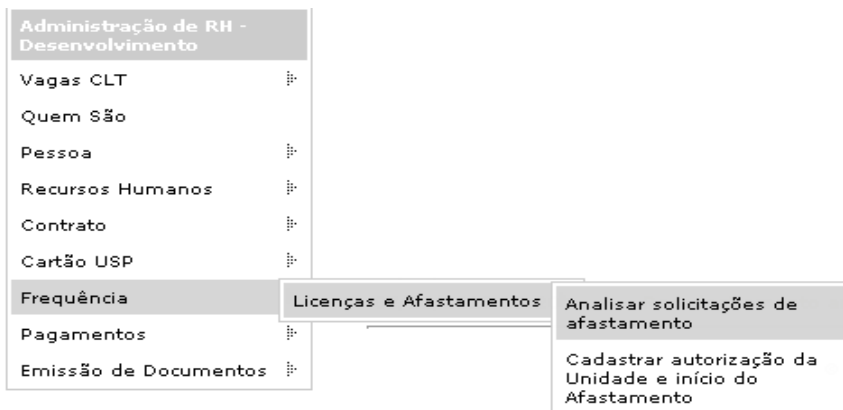 Administração de RH -
Desenvolvimento
Vagas CLT
Quem São
Pessoa
Recursos Humanos
Contrato
Cartão USP
Frequência
Licenças e Afastamentos
Analisar solicitações de
afastamento
Pagamentos
Cadastrar autorização da
Unidade e início do
Afastamento
Emissão de Documentos